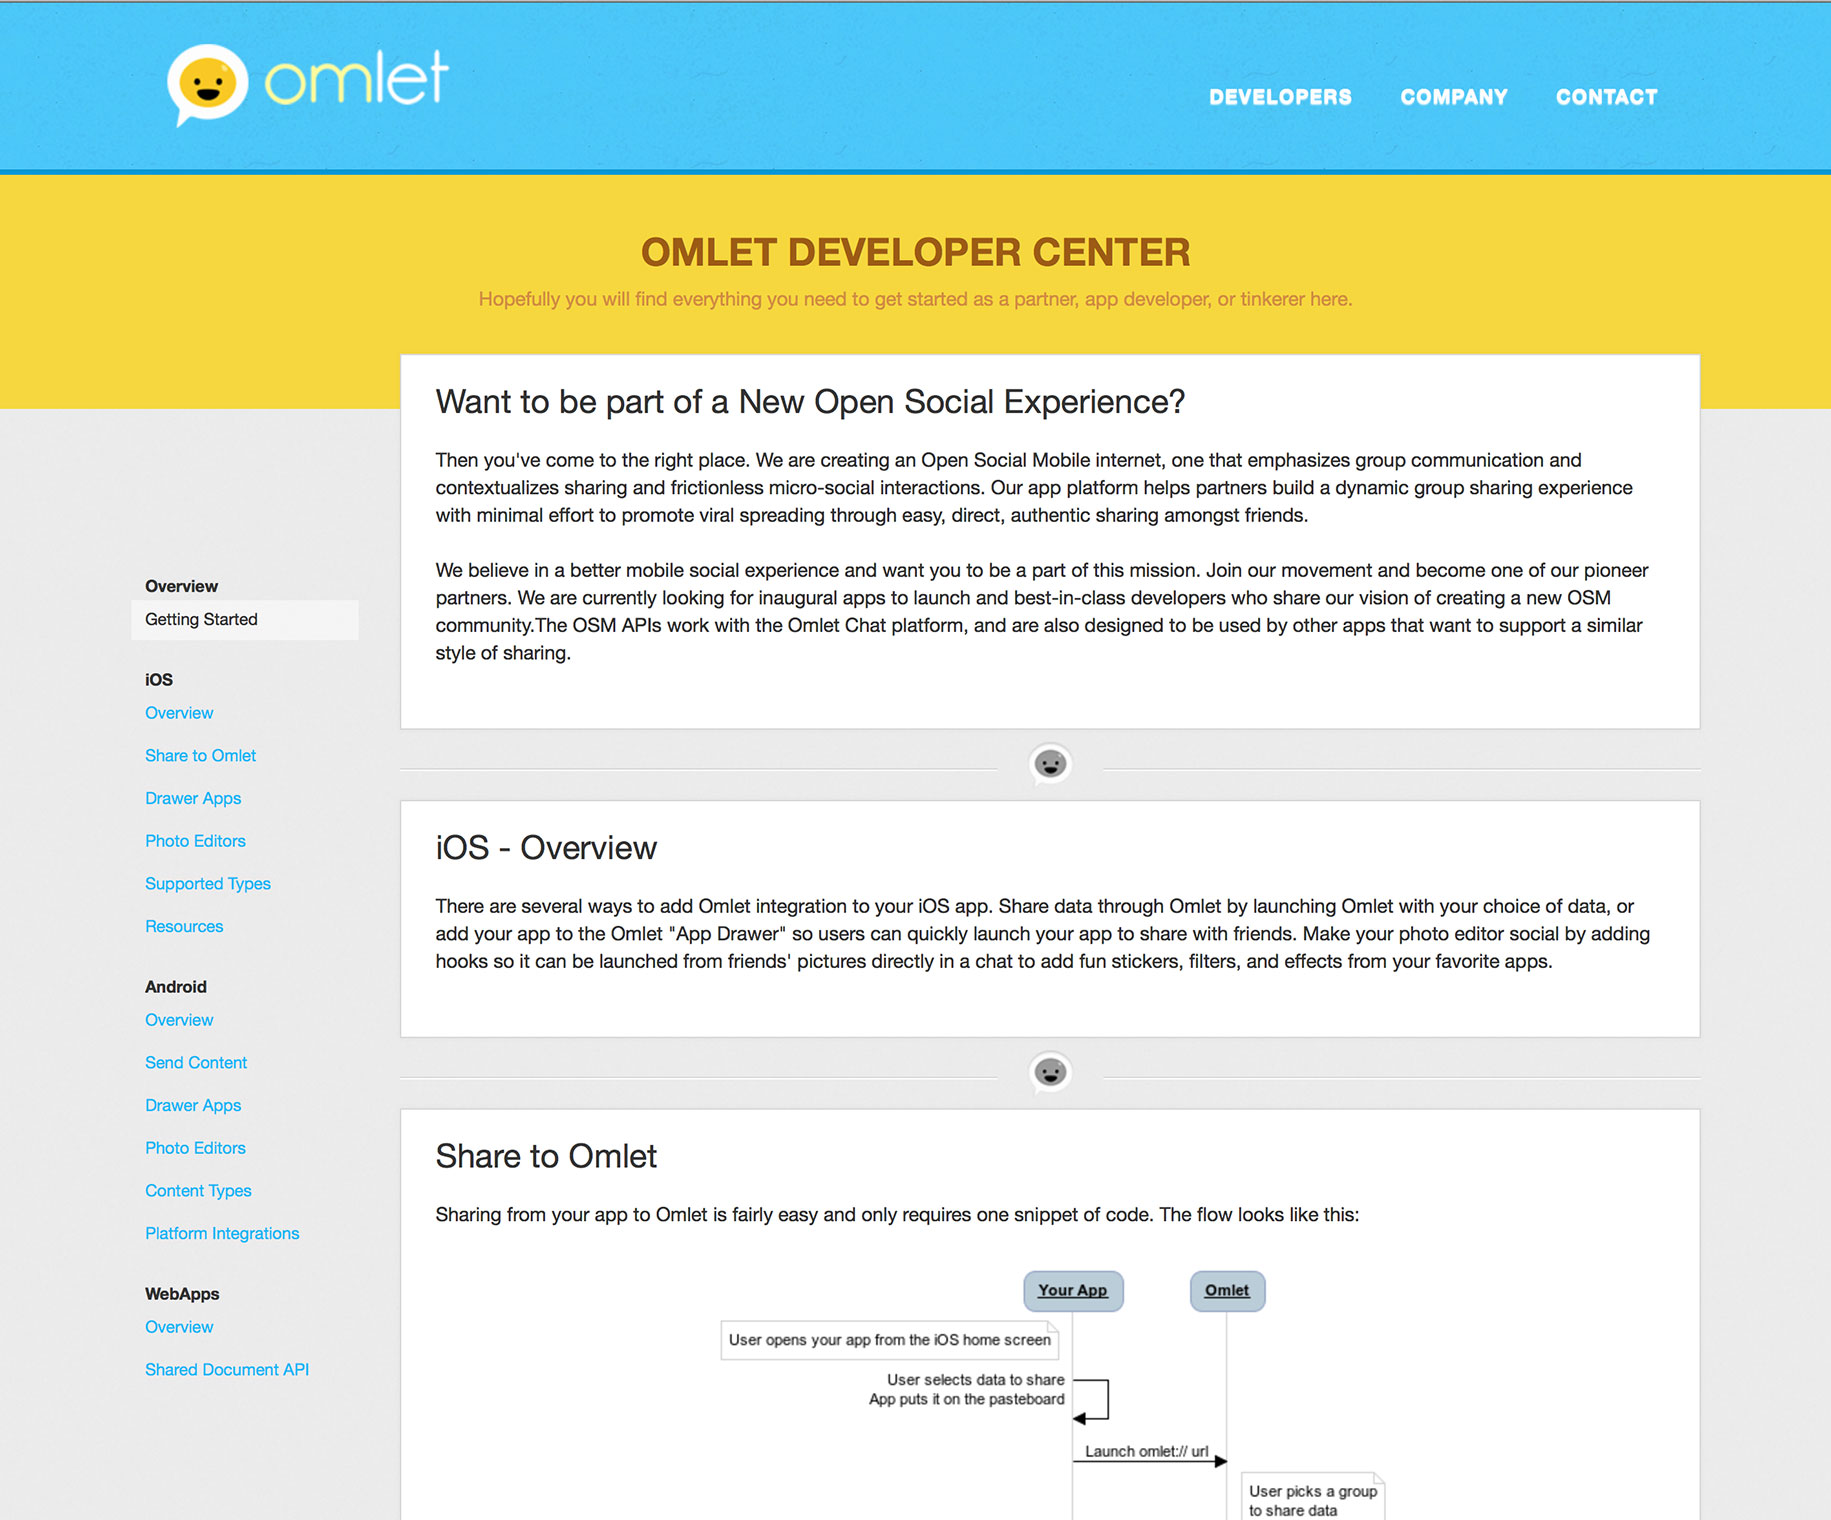 omlet
DEVELOPERS COMPANY CONTACT
OMLET DEVELOPER CENTER
Hopefully you will find everything you need to get started as a partner, app developer, or tinkerer here.
Overview
Getting Started
iOS
Overview
Share to Omlet
Drawer Apps
Photo Editors
Supported Types
Resources
Android
Overview
Send Content
Drawer Apps
Photo Editors
Content Types
Platform Integrations
WebApps
Overview
Shared Document API
Want to be part of a New Open Social Experience?
Then you've come to the right place. We are creating an Open Social Mobile internet, one that emphasizes group communication and
contextualizes sharing and frictionless micro-social interactions. Our app platform helps partners build a dynamic group sharing experience
with minimal effort to promote viral spreading through easy, direct, authentic sharing amongst friends.
We believe in a better mobile social experience and want you to be a part of this mission. Join our movement and become one of our pioneer
partners. We are currently looking for inaugural apps to launch and best-in-class developers who share our vision of creating a new OSM
community.The OSM APIs work with the Omlet Chat platform, and are also designed to be used by other apps that want to support a similar
style of sharing.
iOS - Overview
There are several ways to add Omlet integration to your iOS app. Share data through Omlet by launching Omlet with your choice of data, or
add your app to the Omlet "App Drawer" so users can quickly launch your app to share with friends. Make your photo editor social by adding
hooks so it can be launched from friends' pictures directly in a chat to add fun stickers, filters, and effects from your favorite apps.
Share to Omlet
Sharing from your app to Omlet is fairly easy and only requires one snippet of code. The flow looks like this:
Your App Omlet
User opens your app from the iOS home screen
User selects data to share
App puts it on the pasteboard
Launch omlet:// url
User picks a group
to share data